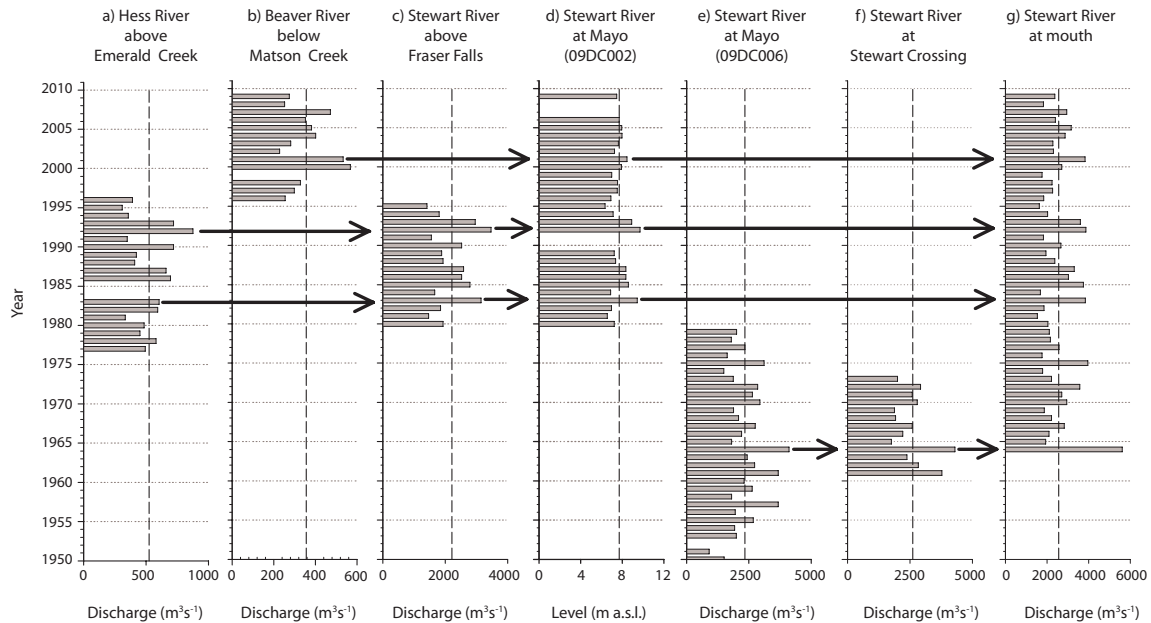 a) Hess River
above
Emerald Creek
b) Beaver River
below
Matson Creek
c) Stewart River
above
Fraser Falls
d) Stewart River
at Mayo
(09DC002)
e) Stewart River
at Mayo
(09DC006)
f) Stewart River
at
Stewart Crossing
g) Stewart River
at mouth
Year
2010
2005
2000
1995
1990
1985
1980
1975
1970
1965
1960
1955
1950
0 500 1000
0 200 400 600
0 2000 4000
0 4 8 12
0 2500 5000
0 2500 5000
0 2000 4000 6000
Discharge (m³s⁻¹)
Discharge (m³s⁻¹)
Discharge (m³s⁻¹)
Level (m a.s.l.)
Discharge (m³s⁻¹)
Discharge (m³s⁻¹)
Discharge (m³s⁻¹)